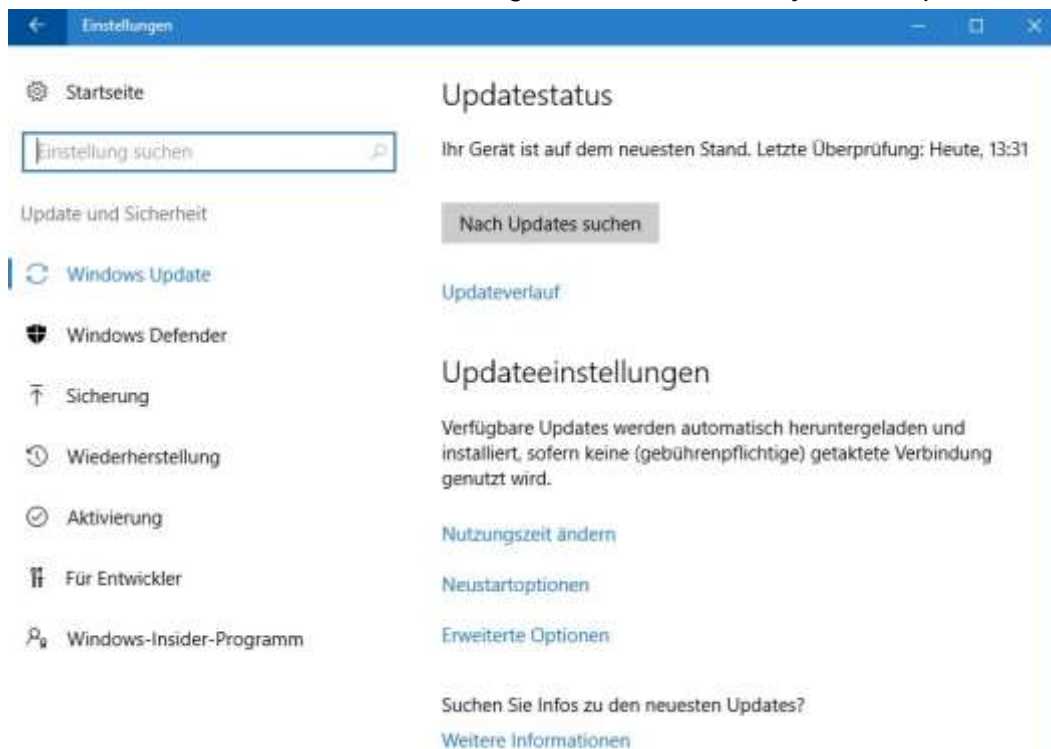 Einstellungen
Startseite
Einstellung suchen
Update und Sicherheit
Windows Update
Windows Defender
Sicherung
Wiederherstellung
Aktivierung
Für Entwickler
Windows-Insider-Programm
Updatestatus
Ihr Gerät ist auf dem neuesten Stand. Letzte Überprüfung: Heute, 13:31
Nach Updates suchen
Updateverlauf
Updateeinstellungen
Verfügbare Updates werden automatisch heruntergeladen und
installiert, sofern keine (gebührenpflichtige) getaktete Verbindung
genutzt wird.
Nutzungszeit ändern
Neustartoptionen
Erweiterte Optionen
Suchen Sie Infos zu den neuesten Updates?
Weitere Informationen